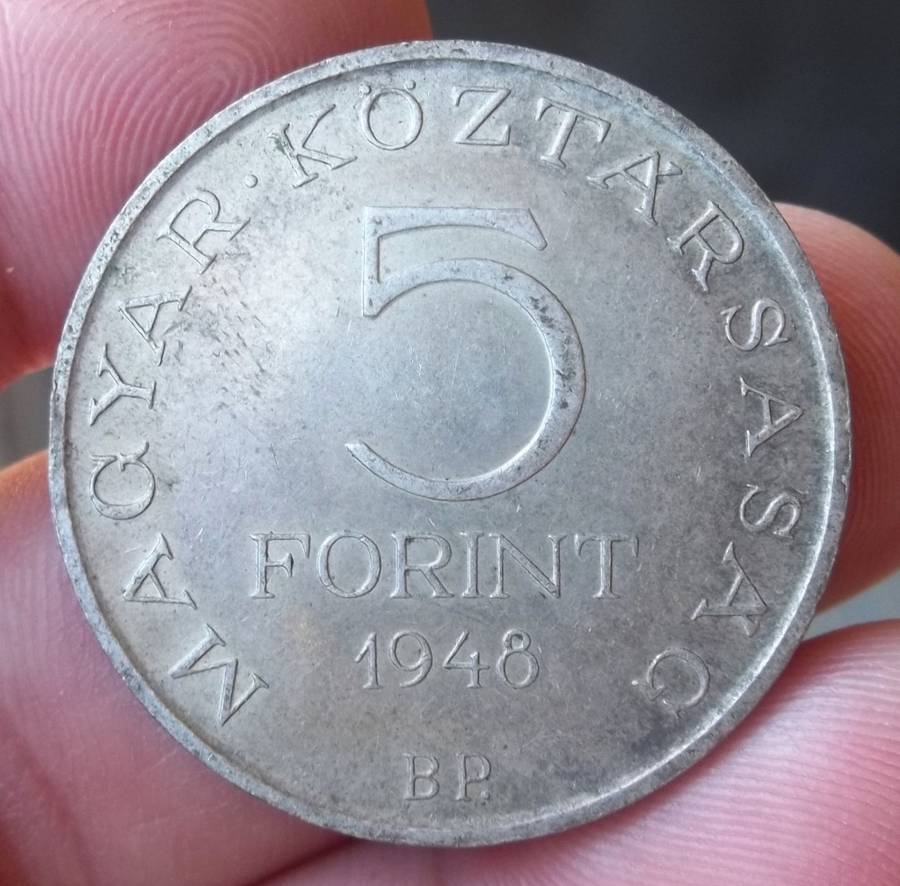 MAGYAR · KÖZTÁRSASÁG
5
FORINT
1948
BP.